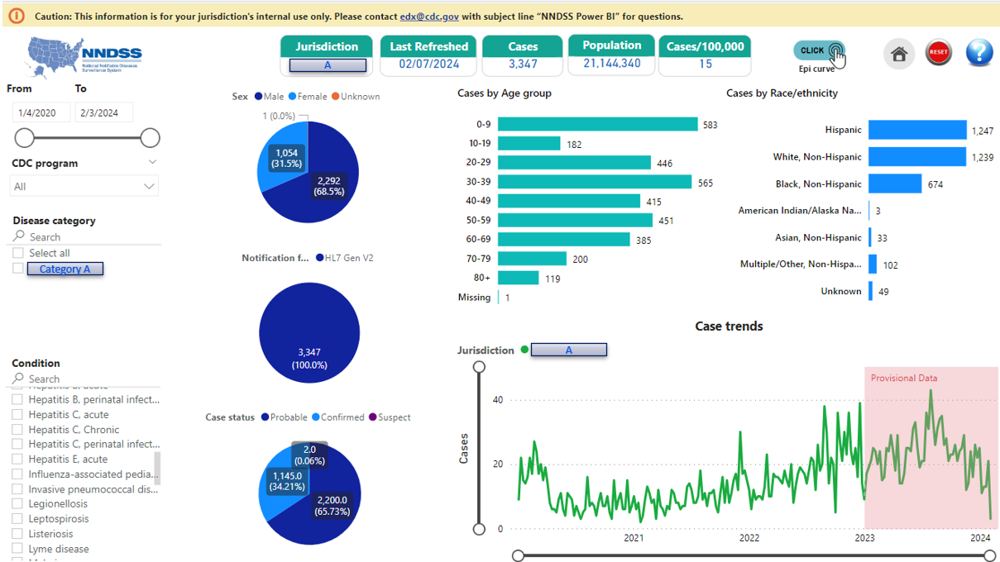 Caution: This information is for your jurisdiction's internal use only. Please contact edx@cdc.gov with subject line “NNDSS Power BI” for questions.
NNDSS
National Notifiable Diseases
Surveillance System
Jurisdiction
A
Last Refreshed
02/07/2024
Cases
3,347
Population
21,144,340
Cases/100,000
15
CLICK
Epi curve
RESET
?
From
To
1/4/2020
2/3/2024
CDC program
All
Disease category
Search
Select all
Category A
Condition
Search
Hepatitis B, acute
Hepatitis B, perinatal infect...
Hepatitis C, acute
Hepatitis C, Chronic
Hepatitis C, perinatal infect...
Hepatitis E, acute
Influenza-associated pedia...
Invasive pneumococcal dis...
Legionellosis
Leptospirosis
Listeriosis
Lyme disease
Sex Male Female Unknown
1 (0.0%)
1,054
(31.5%)
2,292
(68.5%)
Notification f... HL7 Gen V2
3,347
(100.0%)
Case status Probable Confirmed Suspect
2.0
(0.06%)
1,145.0
(34.21%)
2,200.0
(65.73%)
Cases by Age group
0-9 583
10-19 182
20-29 446
30-39 565
40-49 415
50-59 451
60-69 385
70-79 200
80+ 119
Missing 1
Cases by Race/ethnicity
Hispanic 1,247
White, Non-Hispanic 1,239
Black, Non-Hispanic 674
American Indian/Alaska Na... 3
Asian, Non-Hispanic 33
Multiple/Other, Non-Hispa... 102
Unknown 49
Case trends
Jurisdiction A
Provisional Data
Cases
40
20
0
2021 2022 2023 2024